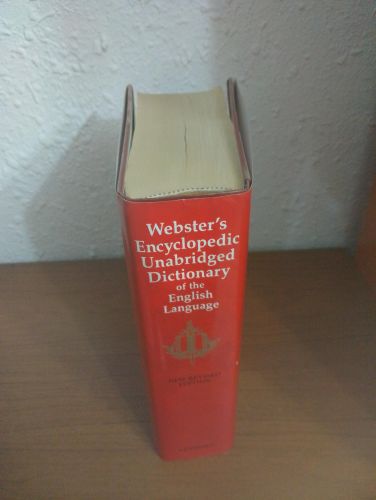 Webster's
Encyclopedic
Unabridged
Dictionary
of the
English
Language
NEW REVISED
EDITION